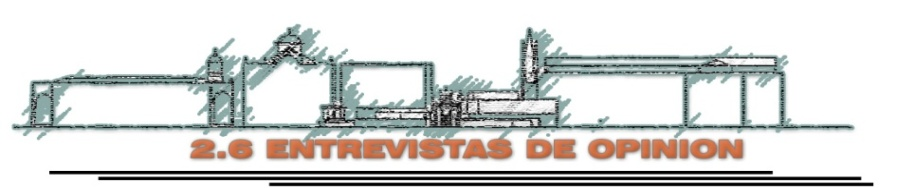 2.6 ENTREVISTAS DE OPINION